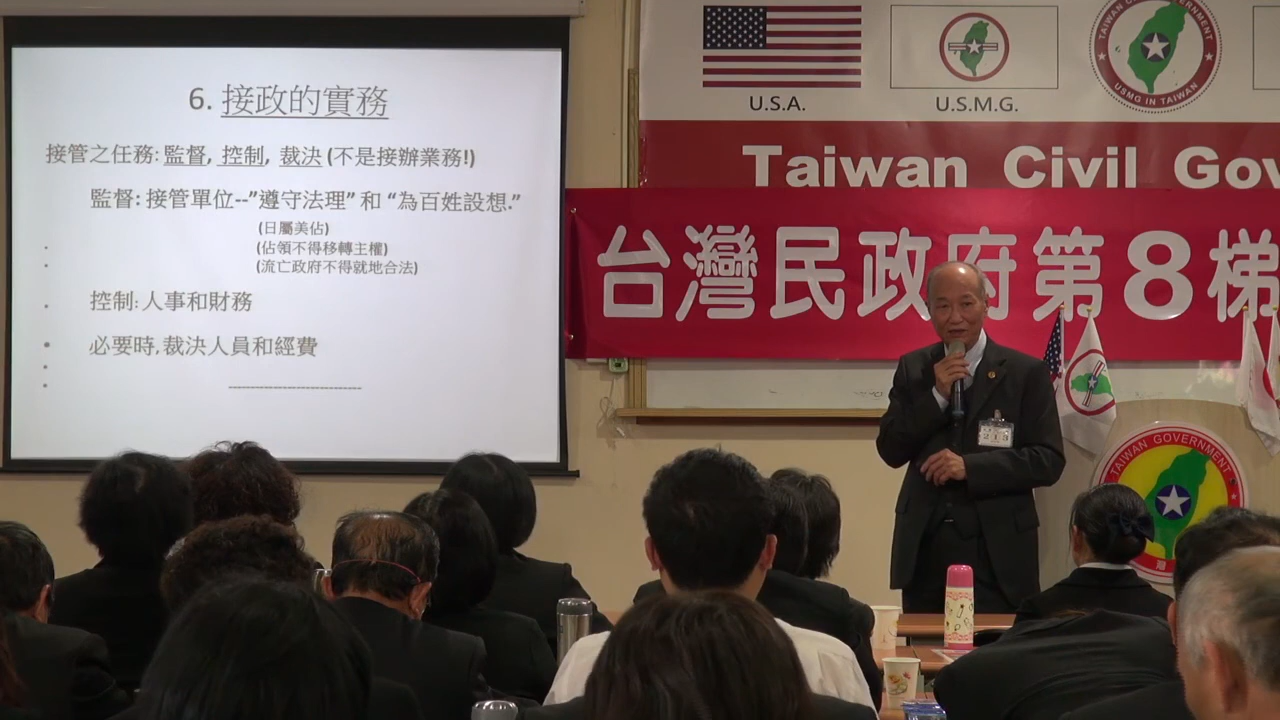 6. 接政的實務
接管之任務: 監督, 控制, 裁決 (不是接辦業務!)
監督: 接管單位--”遵守法理” 和 “為百姓設想.”
(日屬美佔)
(佔領不得移轉主權)
(流亡政府不得就地合法)
控制: 人事和財務
必要時, 裁決人員和經費
U.S.A.
U.S.M.G.
TAIWAN CIVIL GOVERNMENT
USMG IN TAIWAN
Taiwan Civil Gov
台灣民政府第8梯
213
TAIWAN GOVERNMENT